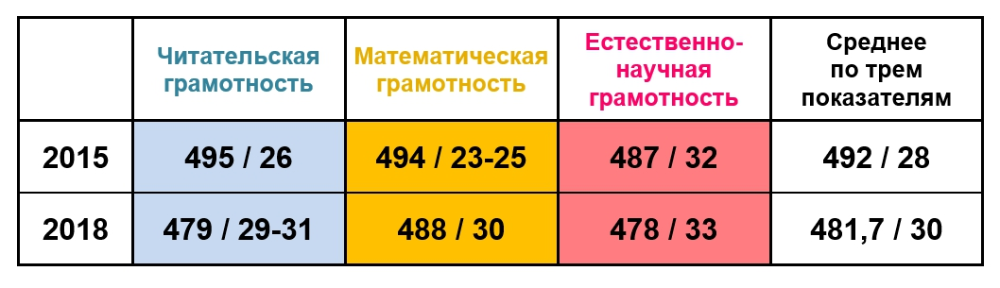 Читательская
грамотность
Математическая
грамотность
Естественно-
научная
грамотность
Среднее
по трем
показателям
2015
495 / 26
494 / 23-25
487 / 32
492 / 28
2018
479 / 29-31
488 / 30
478 / 33
481,7 / 30